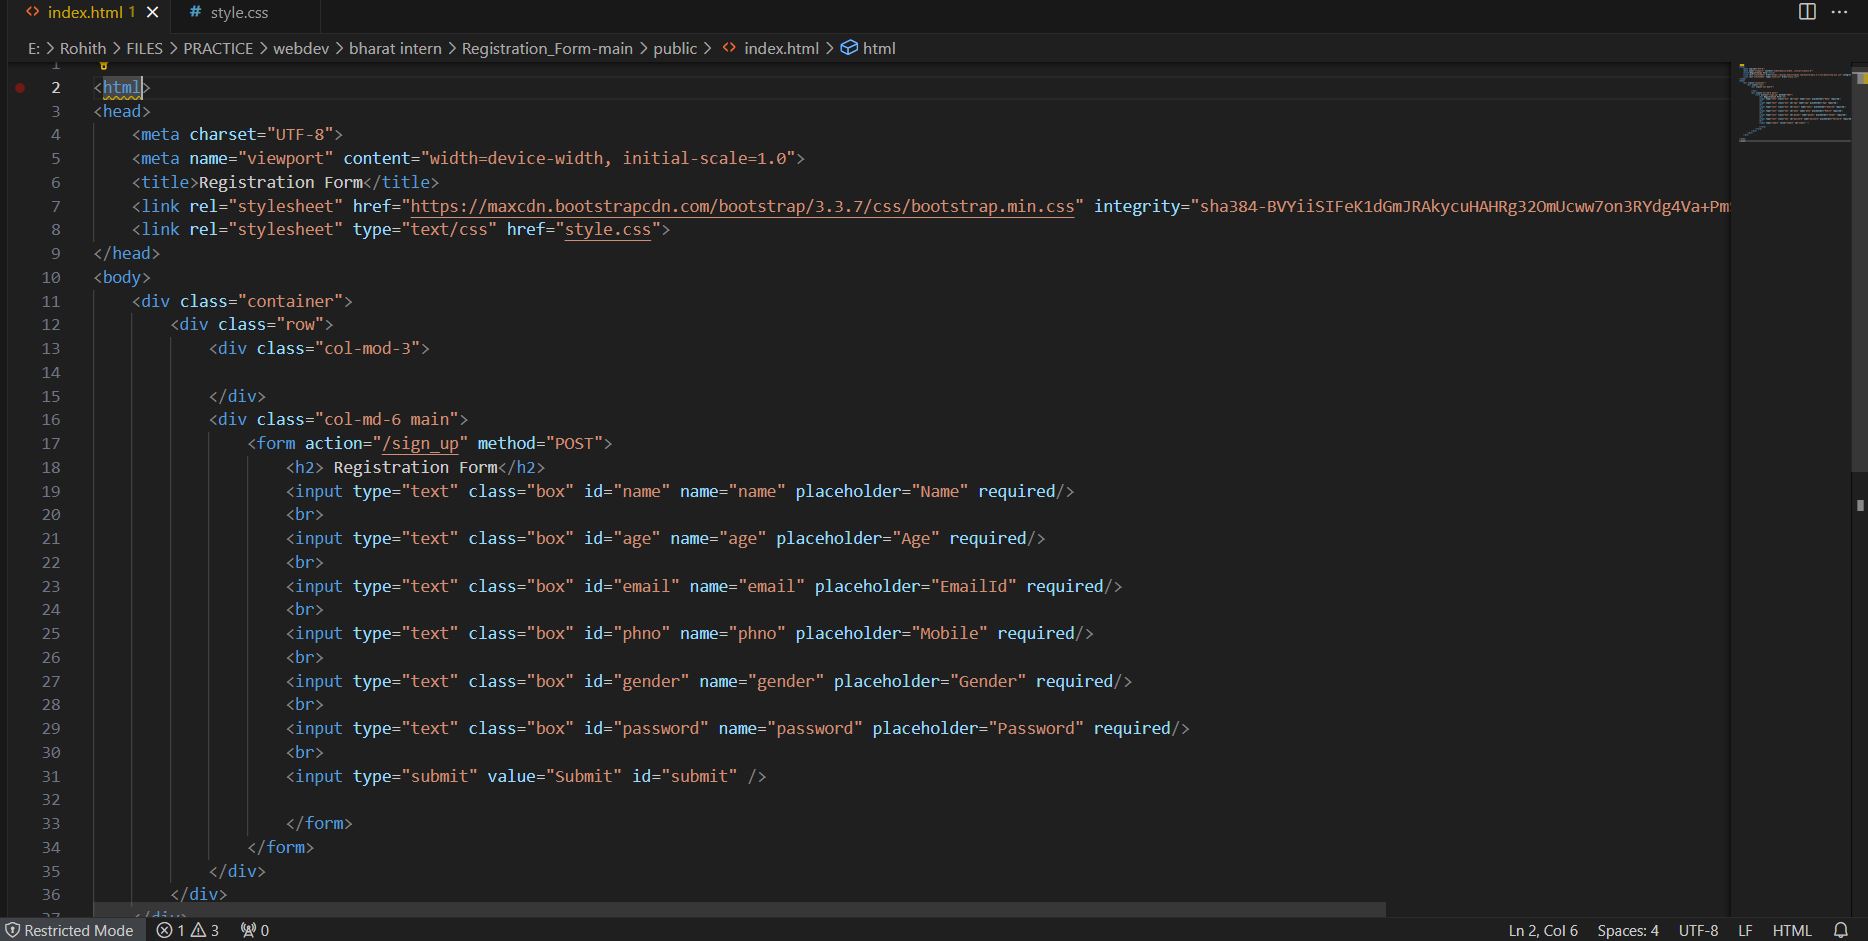 index.html 1
style.css
E: > Rohith > FILES > PRACTICE > webdev > bharat intern > Registration_Form-main > public > index.html > html
1
2 <html>
3 <head>
4 <meta charset="UTF-8">
5 <meta name="viewport" content="width=device-width, initial-scale=1.0">
6 <title>Registration Form</title>
7 <link rel="stylesheet" href="https://maxcdn.bootstrapcdn.com/bootstrap/3.3.7/css/bootstrap.min.css" integrity="sha384-BVYiiSIFeK1dGmJRAkycuHAHRg32OmUcww7on3RYdg4Va+PmS
8 <link rel="stylesheet" type="text/css" href="style.css">
9 </head>
10 <body>
11 <div class="container">
12 <div class="row">
13 <div class="col-mod-3">
14
15 </div>
16 <div class="col-md-6 main">
17 <form action="/sign_up" method="POST">
18 <h2> Registration Form</h2>
19 <input type="text" class="box" id="name" name="name" placeholder="Name" required/>
20 <br>
21 <input type="text" class="box" id="age" name="age" placeholder="Age" required/>
22 <br>
23 <input type="text" class="box" id="email" name="email" placeholder="EmailId" required/>
24 <br>
25 <input type="text" class="box" id="phno" name="phno" placeholder="Mobile" required/>
26 <br>
27 <input type="text" class="box" id="gender" name="gender" placeholder="Gender" required/>
28 <br>
29 <input type="text" class="box" id="password" name="password" placeholder="Password" required/>
30 <br>
31 <input type="submit" value="Submit" id="submit" />
32
33 </form>
34 </form>
35 </div>
36 </div>
37 </div>
Restricted Mode 1 3 0 Ln 2, Col 6 Spaces: 4 UTF-8 LF HTML